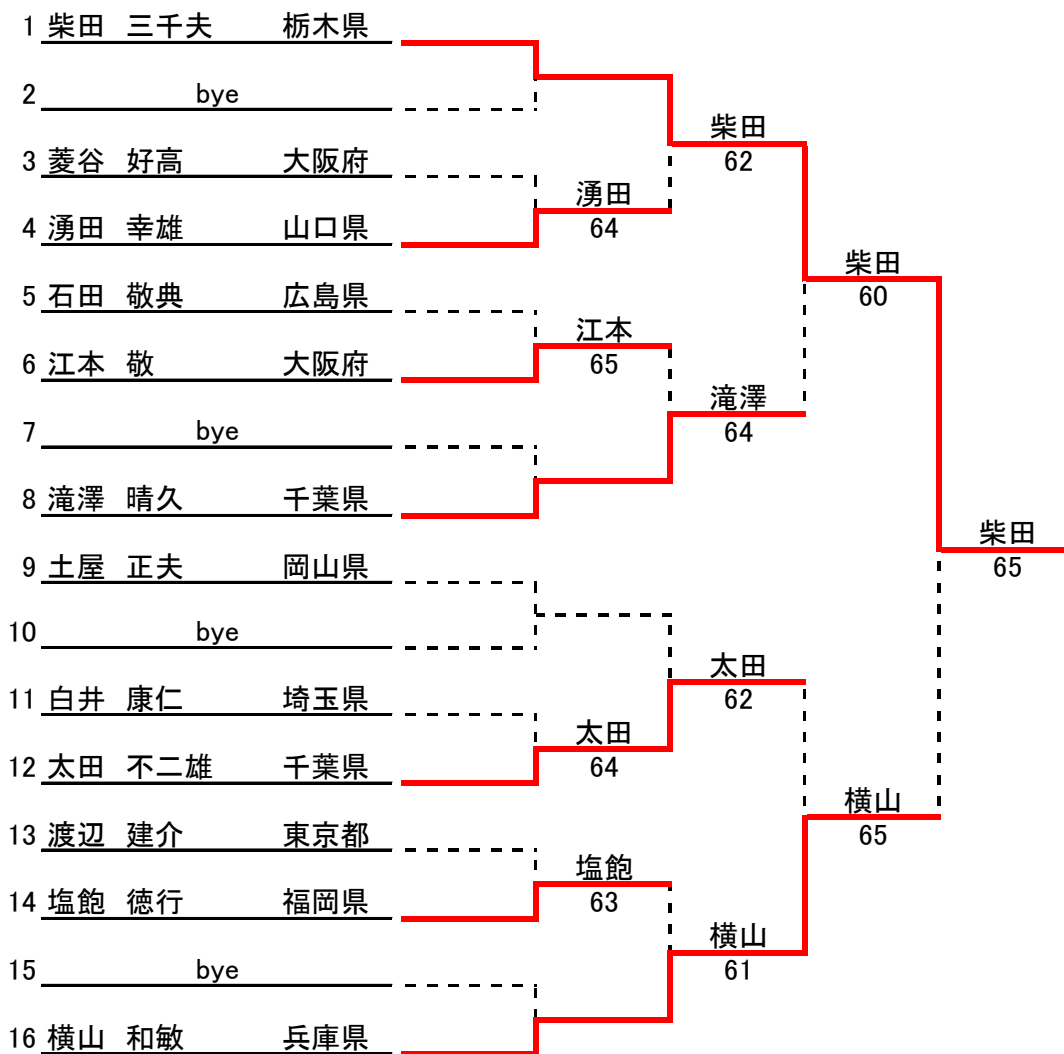 1 柴田 三千夫 栃木県
2 bye
3 菱谷 好高 大阪府
4 湧田 幸雄 山口県
5 石田 敬典 広島県
6 江本 敬 大阪府
7 bye
8 滝澤 晴久 千葉県
9 土屋 正夫 岡山県
10 bye
11 白井 康仁 埼玉県
12 太田 不二雄 千葉県
13 渡辺 建介 東京都
14 塩飽 徳行 福岡県
15 bye
16 横山 和敏 兵庫県
湧田
64
江本
65
太田
64
塩飽
63
柴田
62
滝澤
64
太田
62
横山
61
柴田
60
横山
65
柴田
65